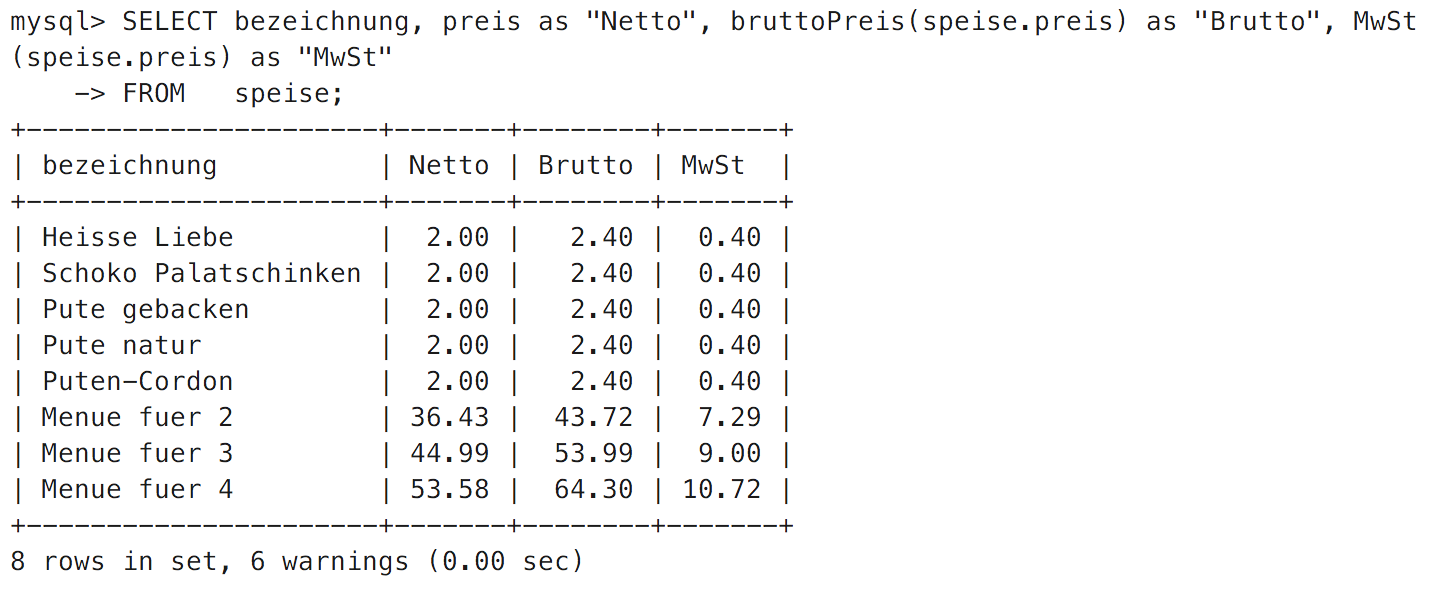 mysql> SELECT bezeichnung, preis as "Netto", bruttoPreis(speise.preis) as "Brutto", MwSt
(speise.preis) as "MwSt"
    -> FROM   speise;
+----------------------+-------+--------+-------+
| bezeichnung          | Netto | Brutto | MwSt  |
+----------------------+-------+--------+-------+
| Heisse Liebe         |  2.00 |   2.40 |  0.40 |
| Schoko Palatschinken |  2.00 |   2.40 |  0.40 |
| Pute gebacken        |  2.00 |   2.40 |  0.40 |
| Pute natur           |  2.00 |   2.40 |  0.40 |
| Puten-Cordon         |  2.00 |   2.40 |  0.40 |
| Menue fuer 2         | 36.43 |  43.72 |  7.29 |
| Menue fuer 3         | 44.99 |  53.99 |  9.00 |
| Menue fuer 4         | 53.58 |  64.30 | 10.72 |
+----------------------+-------+--------+-------+
8 rows in set, 6 warnings (0.00 sec)